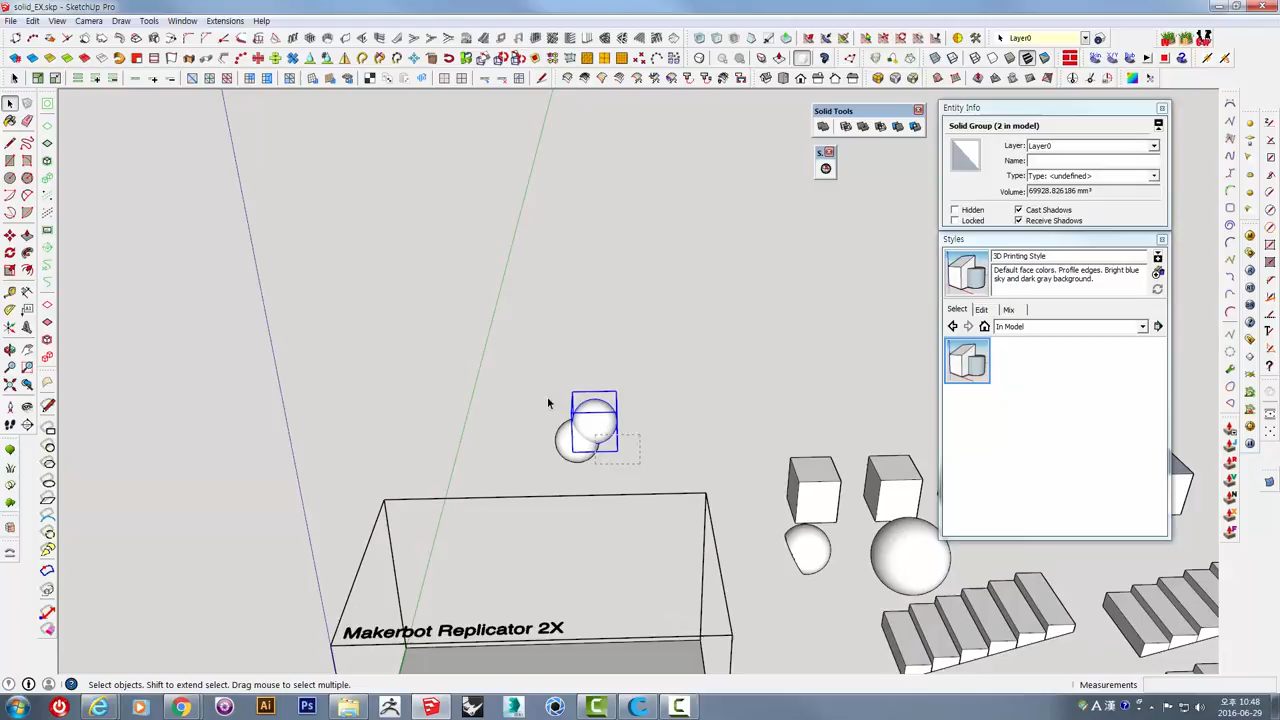 solid_EX.skp - SketchUp Pro
File Edit View Camera Draw Tools Window Extensions Help
Layer0
Solid Tools
S...
Entity Info
Solid Group (2 in model)
Layer: Layer0
Name:
Type: Type: <undefined>
Volume: 69928.826186 mm³
Hidden Cast Shadows
Locked Receive Shadows
Styles
3D Printing Style
Default face colors. Profile edges. Bright blue
sky and dark gray background.
Select Edit Mix
In Model
Makerbot Replicator 2X
Select objects. Shift to extend select. Drag mouse to select multiple.
Measurements
Ai
Ps
A 漢
오후 10:48
2016-06-29